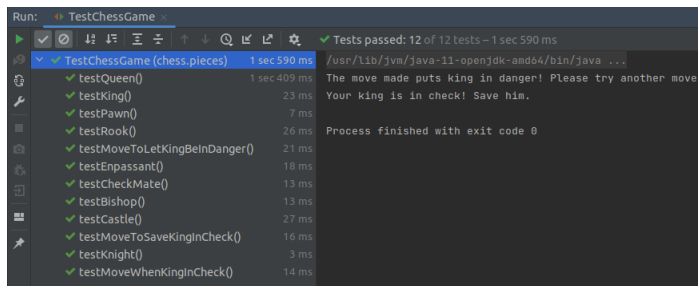 Run: TestChessGame ×
Tests passed: 12 of 12 tests – 1 sec 590 ms
TestChessGame (chess.pieces) 1 sec 590 ms
testQueen() 1 sec 409 ms
testKing() 23 ms
testPawn() 7 ms
testRook() 26 ms
testMoveToLetKingBeInDanger() 21 ms
testEnpassant() 18 ms
testCheckMate() 13 ms
testBishop() 13 ms
testCastle() 27 ms
testMoveToSaveKingInCheck() 16 ms
testKnight() 3 ms
testMoveWhenKingInCheck() 14 ms
/usr/lib/jvm/java-11-openjdk-amd64/bin/java ...
The move made puts king in danger! Please try another move
Your king is in check! Save him.
Process finished with exit code 0